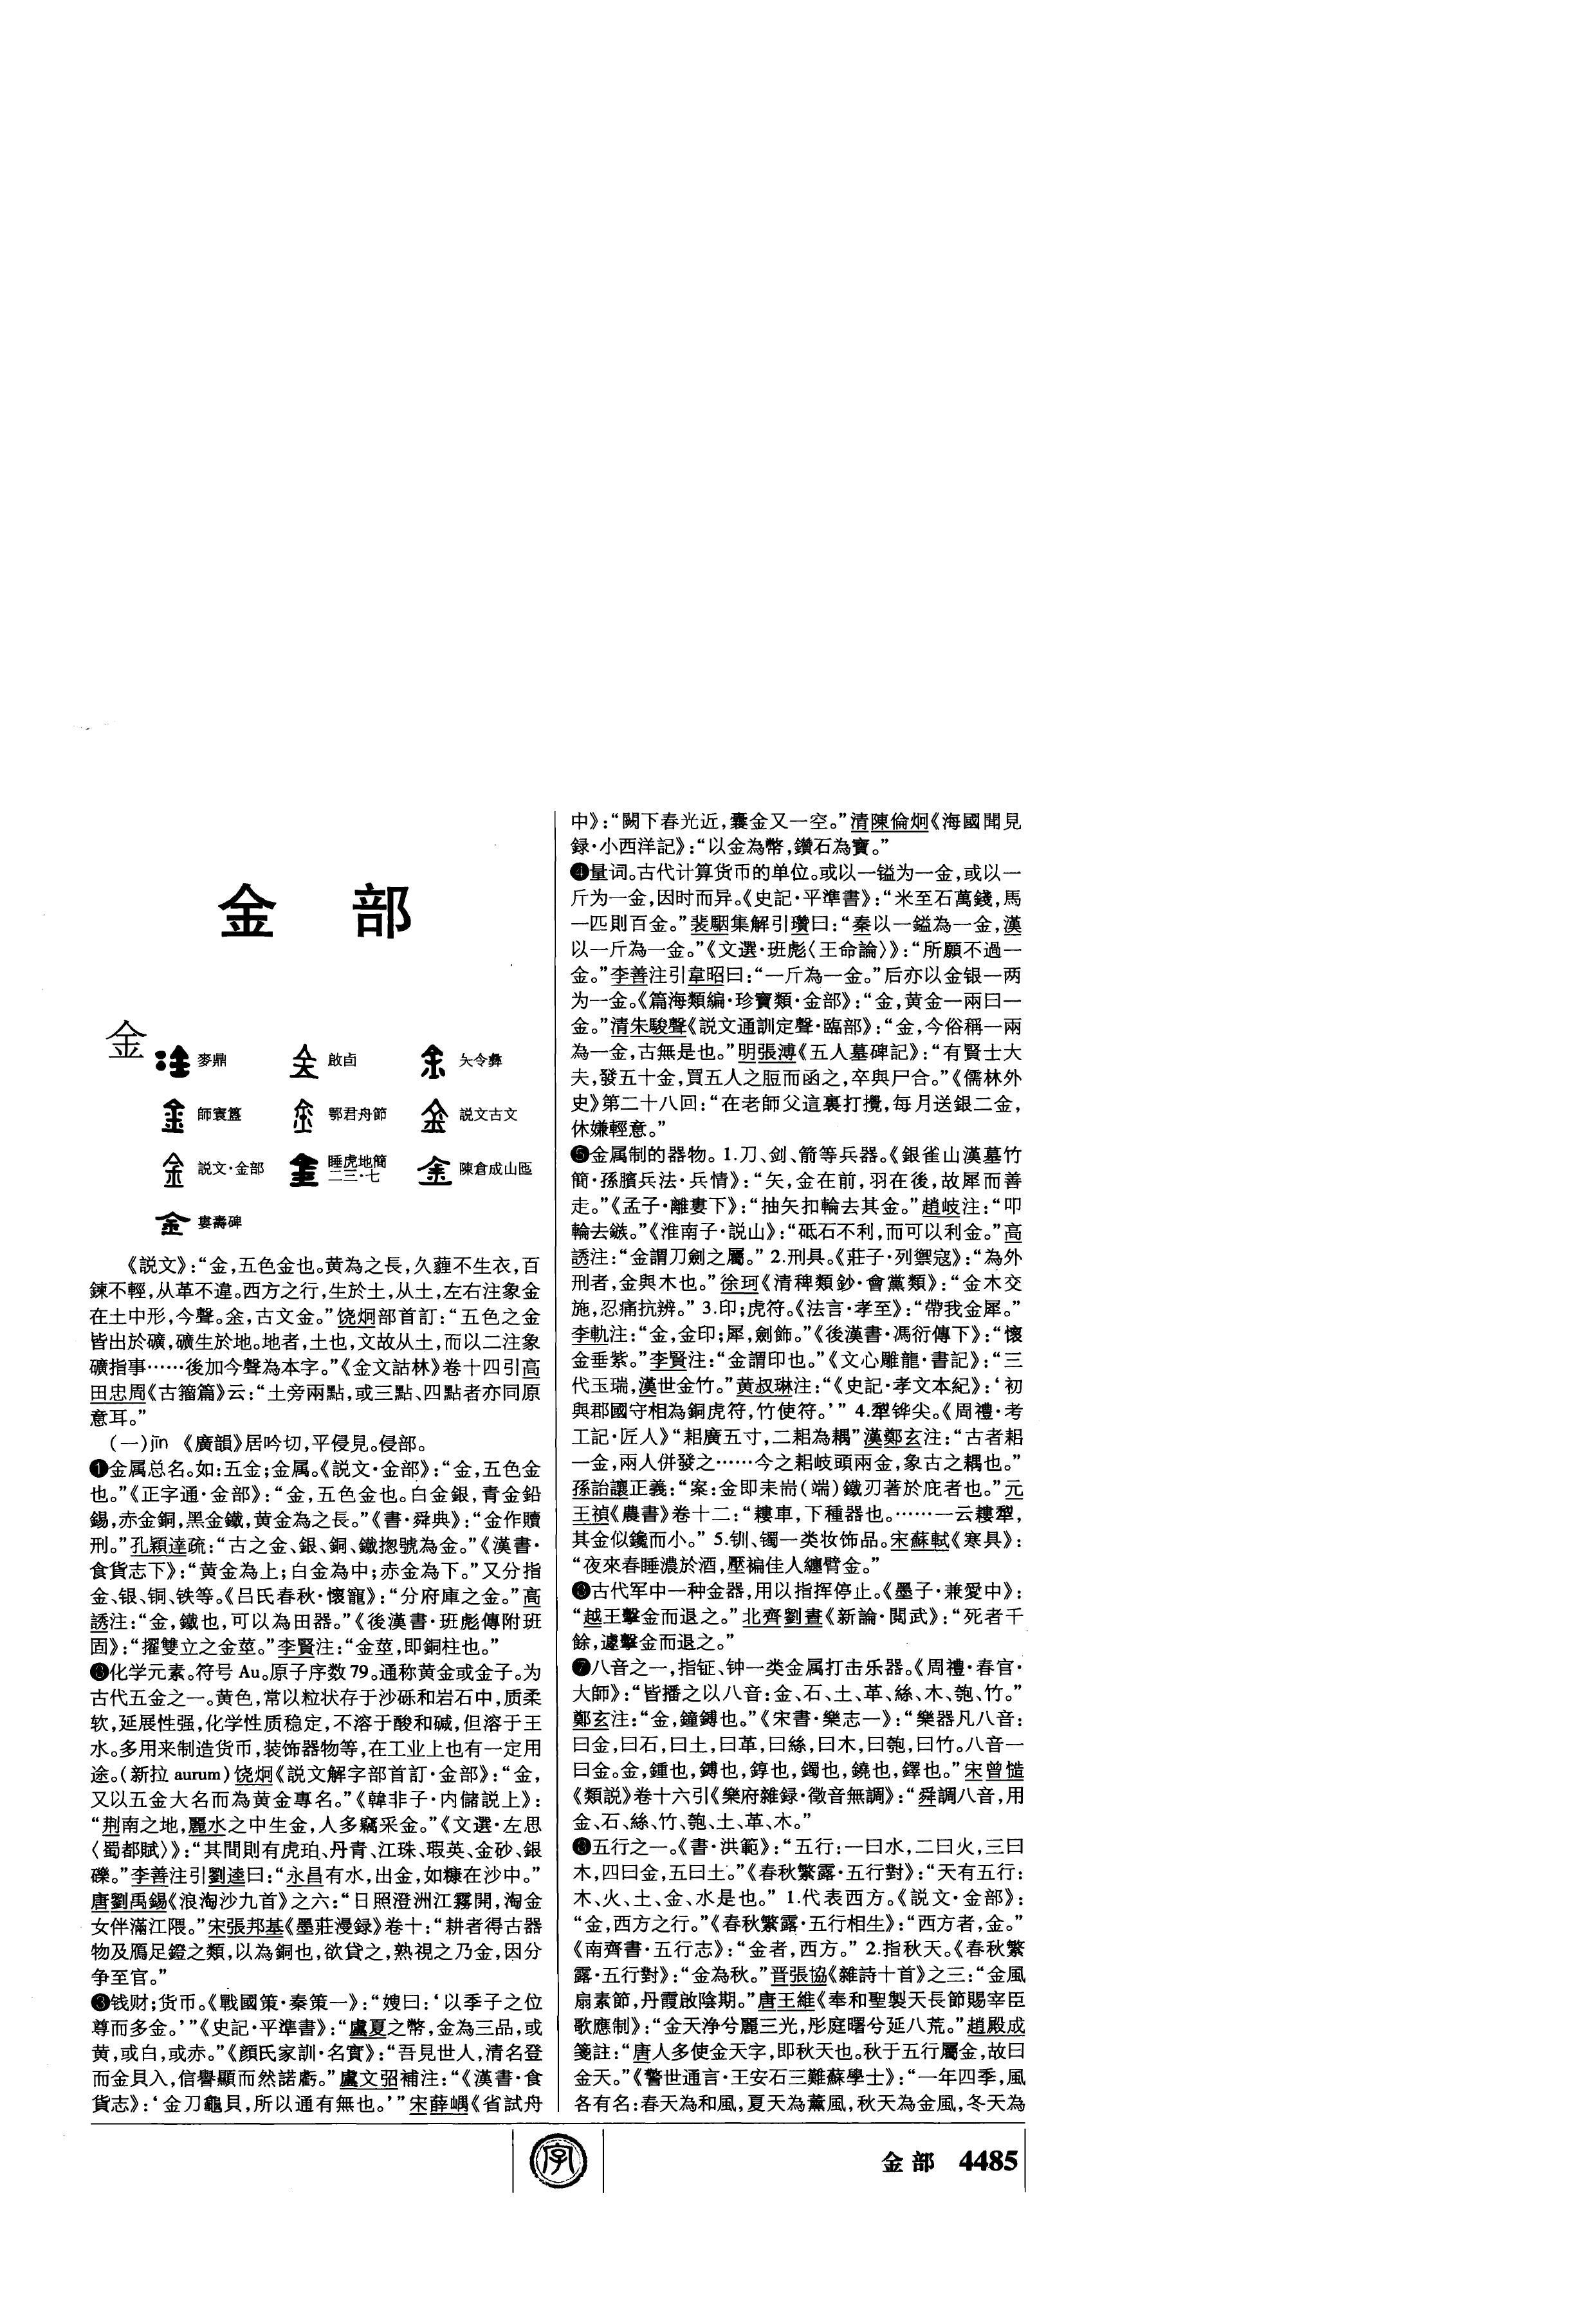 金 部
金
麥鼎 啟卣 夨令彝
師寰簋 鄂君舟節 説文古文
説文·金部 睡虎地簡二三·七 陳倉成山匜
婁壽碑
《説文》：“金，五色金也。黄為之長，久薶不生衣，百
鍊不輕，从革不違。西方之行，生於土，从土，左右注象金
在土中形，今聲。𨤾，古文金。”饶炯部首訂：“五色之金
皆出於礦，礦生於地。地者，土也，文故从土，而以二注象
礦指事……後加今聲為本字。”《金文詁林》卷十四引高
田忠周《古籀篇》云：“土旁兩點，或三點、四點者亦同原
意耳。”
（一）jīn 《廣韻》居吟切，平侵見。侵部。
❶金属总名。如：五金；金属。《説文·金部》：“金，五色金
也。”《正字通·金部》：“金，五色金也。白金銀，青金鉛
錫，赤金銅，黑金鐵，黄金為之長。”《書·舜典》：“金作贖
刑。”孔穎達疏：“古之金、銀、銅、鐵揔號為金。”《漢書·
食貨志下》：“黄金為上；白金為中；赤金為下。”又分指
金、银、铜、铁等。《吕氏春秋·懷寵》：“分府庫之金。”高
誘注：“金，鐵也，可以為田器。”《後漢書·班彪傳附班
固》：“擢雙立之金莖。”李賢注：“金莖，即銅柱也。”
❷化学元素。符号 Au。原子序数 79。通称黄金或金子。为
古代五金之一。黄色，常以粒状存于沙砾和岩石中，质柔
软，延展性强，化学性质稳定，不溶于酸和碱，但溶于王
水。多用来制造货币，装饰器物等，在工业上也有一定用
途。（新拉 aurum）饶炯《説文解字部首訂·金部》：“金，
又以五金大名而為黄金專名。”《韓非子·内儲説上》：
“荆南之地，麗水之中生金，人多竊采金。”《文選·左思
〈蜀都賦〉》：“其間則有虎珀、丹青、江珠、瑕英、金砂、銀
礫。”李善注引劉逵曰：“永昌有水，出金，如糠在沙中。”
唐劉禹錫《浪淘沙九首》之六：“日照澄洲江霧開，淘金
女伴滿江隈。”宋張邦基《墨莊漫録》卷十：“耕者得古器
物及鴈足鐙之類，以為銅也，欲貸之，熟視之乃金，因分
争至官。”
❸钱财；货币。《戰國策·秦策一》：“嫂曰：‘以季子之位
尊而多金。’”《史記·平準書》：“虞夏之幣，金為三品，或
黄，或白，或赤。”《顔氏家訓·名實》：“吾見世人，清名登
而金貝入，信譽顯而然諾虧。”盧文弨補注：“《漢書·食
貨志》：‘金刀龜貝，所以通有無也。’”宋薛嵎《省試舟
中》：“闕下春光近，囊金又一空。”清陳倫炯《海國聞見
録·小西洋記》：“以金為幣，鑽石為寶。”
❹量词。古代计算货币的单位。或以一镒为一金，或以一
斤为一金，因时而异。《史記·平準書》：“米至石萬錢，馬
一匹則百金。”裴駰集解引瓚曰：“秦以一鎰為一金，漢
以一斤為一金。”《文選·班彪〈王命論〉》：“所願不過一
金。”李善注引韋昭曰：“一斤為一金。”后亦以金银一两
为一金。《篇海類編·珍寶類·金部》：“金，黄金一兩曰一
金。”清朱駿聲《説文通訓定聲·臨部》：“金，今俗稱一兩
為一金，古無是也。”明張溥《五人墓碑記》：“有賢士大
夫，發五十金，買五人之脰而函之，卒與尸合。”《儒林外
史》第二十八回：“在老師父這裏打攪，每月送銀二金，
休嫌輕意。”
❺金属制的器物。1.刀、剑、箭等兵器。《銀雀山漢墓竹
簡·孫臏兵法·兵情》：“矢，金在前，羽在後，故犀而善
走。”《孟子·離婁下》：“抽矢扣輪去其金。”趙岐注：“叩
輪去鏃。”《淮南子·説山》：“砥石不利，而可以利金。”高
誘注：“金謂刀劍之屬。” 2.刑具。《莊子·列禦寇》：“為外
刑者，金與木也。”徐珂《清稗類鈔·會黨類》：“金木交
施，忍痛抗辨。” 3.印；虎符。《法言·孝至》：“帶我金犀。”
李軌注：“金，金印；犀，劍飾。”《後漢書·馮衍傳下》：“懷
金垂紫。”李賢注：“金謂印也。”《文心雕龍·書記》：“三
代玉瑞，漢世金竹。”黄叔琳注：“《史記·孝文本紀》：‘初
與郡國守相為銅虎符，竹使符。’” 4.犂铧尖。《周禮·考
工記·匠人》“耜廣五寸，二耜為耦”漢鄭玄注：“古者耜
一金，兩人併發之……今之耜岐頭兩金，象古之耦也。”
孫詒讓正義：“案：金即耒耑（端）鐵刃著於庇者也。”元
王禎《農書》卷十二：“耬車，下種器也。……一云耬犂，
其金似鑱而小。” 5.钏、镯一类妆饰品。宋蘇軾《寒具》：
“夜來春睡濃於酒，壓褊佳人纏臂金。”
❻古代军中一种金器，用以指挥停止。《墨子·兼愛中》：
“越王擊金而退之。”北齊劉晝《新論·閲武》：“死者千
餘，遽擊金而退之。”
❼八音之一，指钲、钟一类金属打击乐器。《周禮·春官·
大師》：“皆播之以八音：金、石、土、革、絲、木、匏、竹。”
鄭玄注：“金，鐘鎛也。”《宋書·樂志一》：“樂器凡八音：
曰金，曰石，曰土，曰革，曰絲，曰木，曰匏，曰竹。八音一
曰金。金，鍾也，鎛也，錞也，鐲也，鐃也，鐸也。”宋曾慥
《類説》卷十六引《樂府雜録·徵音無調》：“舜調八音，用
金、石、絲、竹、匏、土、革、木。”
❽五行之一。《書·洪範》：“五行：一曰水，二曰火，三曰
木，四曰金，五曰土。”《春秋繁露·五行對》：“天有五行：
木、火、土、金、水是也。” 1.代表西方。《説文·金部》：
“金，西方之行。”《春秋繁露·五行相生》：“西方者，金。”
《南齊書·五行志》：“金者，西方。” 2.指秋天。《春秋繁
露·五行對》：“金為秋。”晋張協《雜詩十首》之三：“金風
扇素節，丹霞啟陰期。”唐王維《奉和聖製天長節賜宰臣
歌應制》：“金天浄兮麗三光，彤庭曙兮延八荒。”趙殿成
箋註：“唐人多使金天字，即秋天也。秋于五行屬金，故曰
金天。”《警世通言·王安石三難蘇學士》：“一年四季，風
各有名：春天為和風，夏天為薰風，秋天為金風，冬天為
字
金部 4485